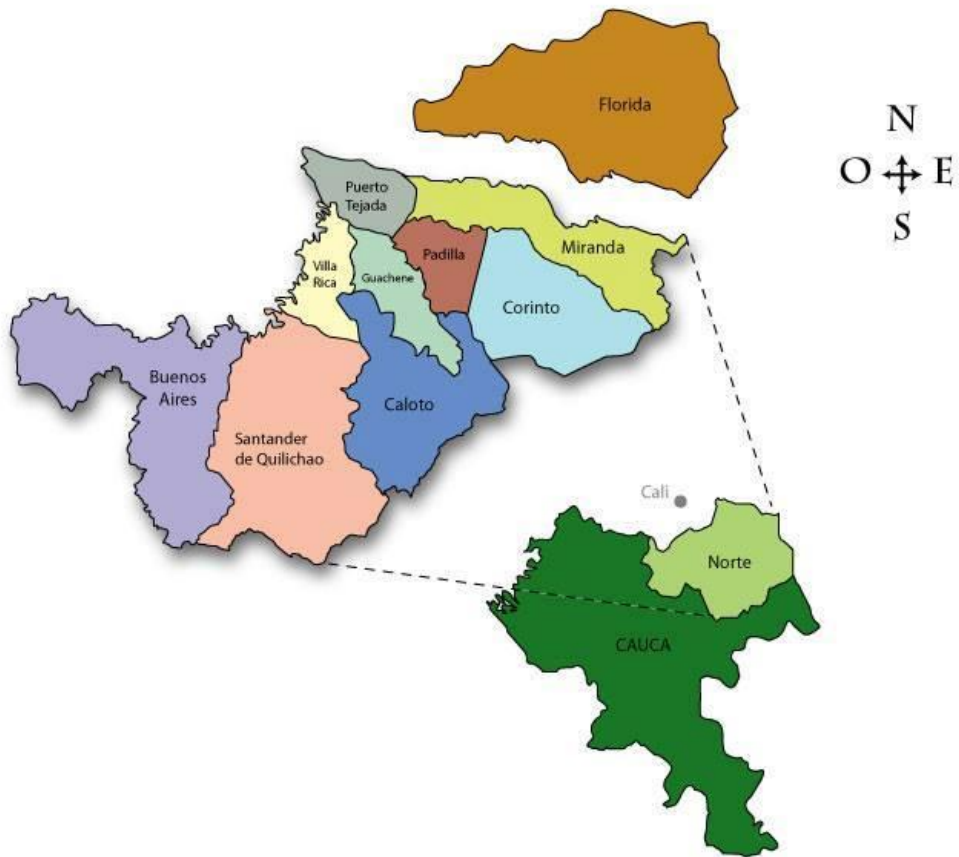 Florida
N
O E
S
Puerto
Tejada
Miranda
Padilla
Villa
Rica
Guachene
Corinto
Buenos
Aires
Caloto
Santander
de Quilichao
Cali
Norte
CAUCA